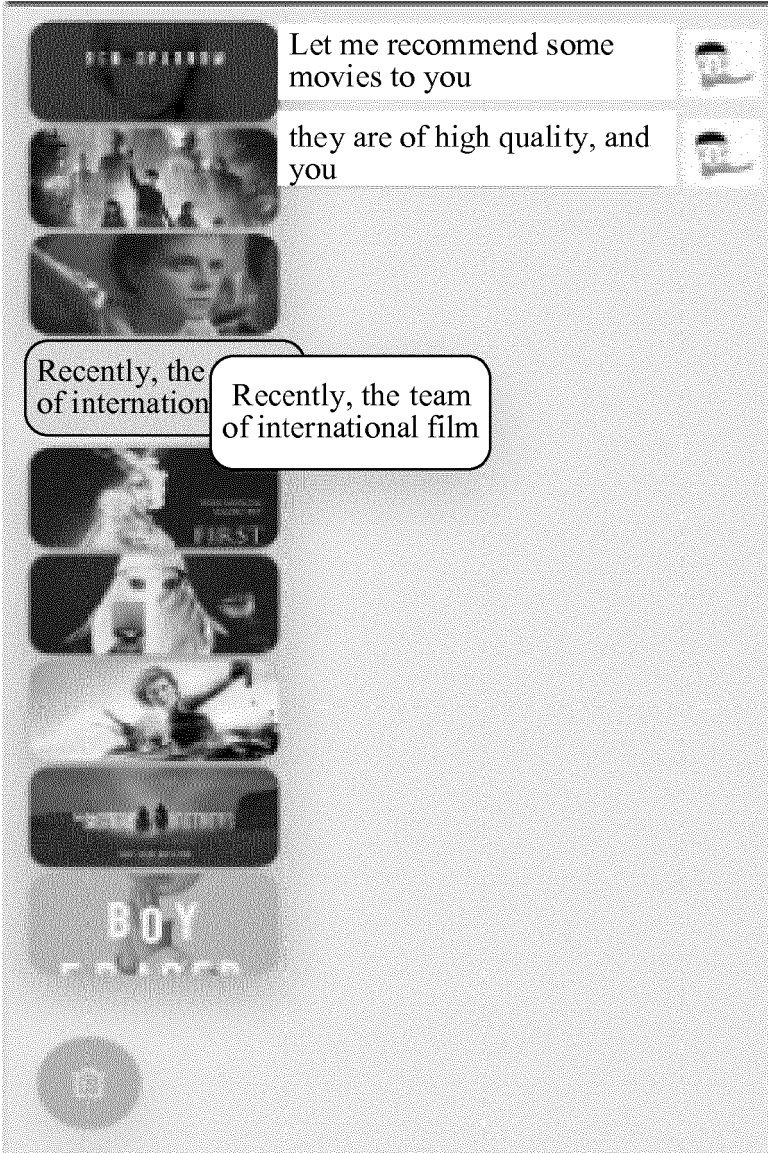 Let me recommend some
movies to you
they are of high quality, and
you
Recently, the
of internation
Recently, the team
of international film
FIRST
BOY